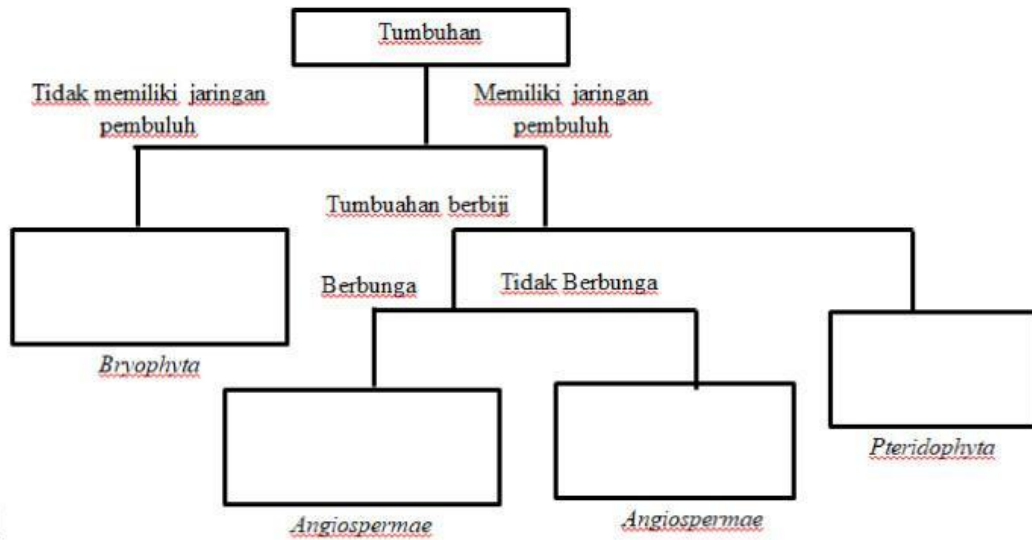 Tumbuhan
Tidak memiliki jaringan
pembuluh
Memiliki jaringan
pembuluh
Tumbuahan berbiji
Berbunga
Tidak Berbunga
Bryophyta
Pteridophyta
Angiospermae
Angiospermae